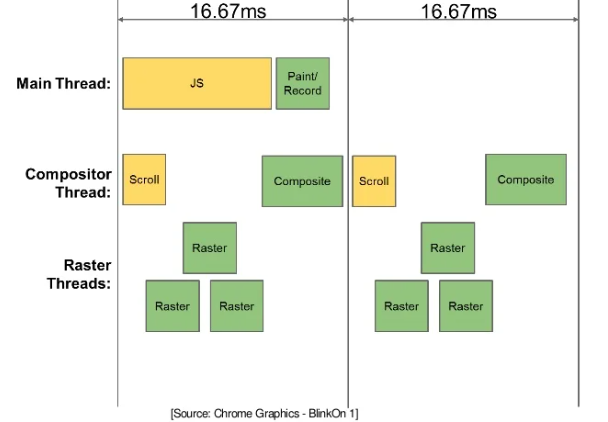 16.67ms
16.67ms
Main Thread:
JS
Paint/
Record
Compositor
Thread:
Scroll
Composite
Scroll
Composite
Raster
Threads:
Raster
Raster
Raster
Raster
Raster
Raster
[Source: Chrome Graphics - BlinkOn 1]